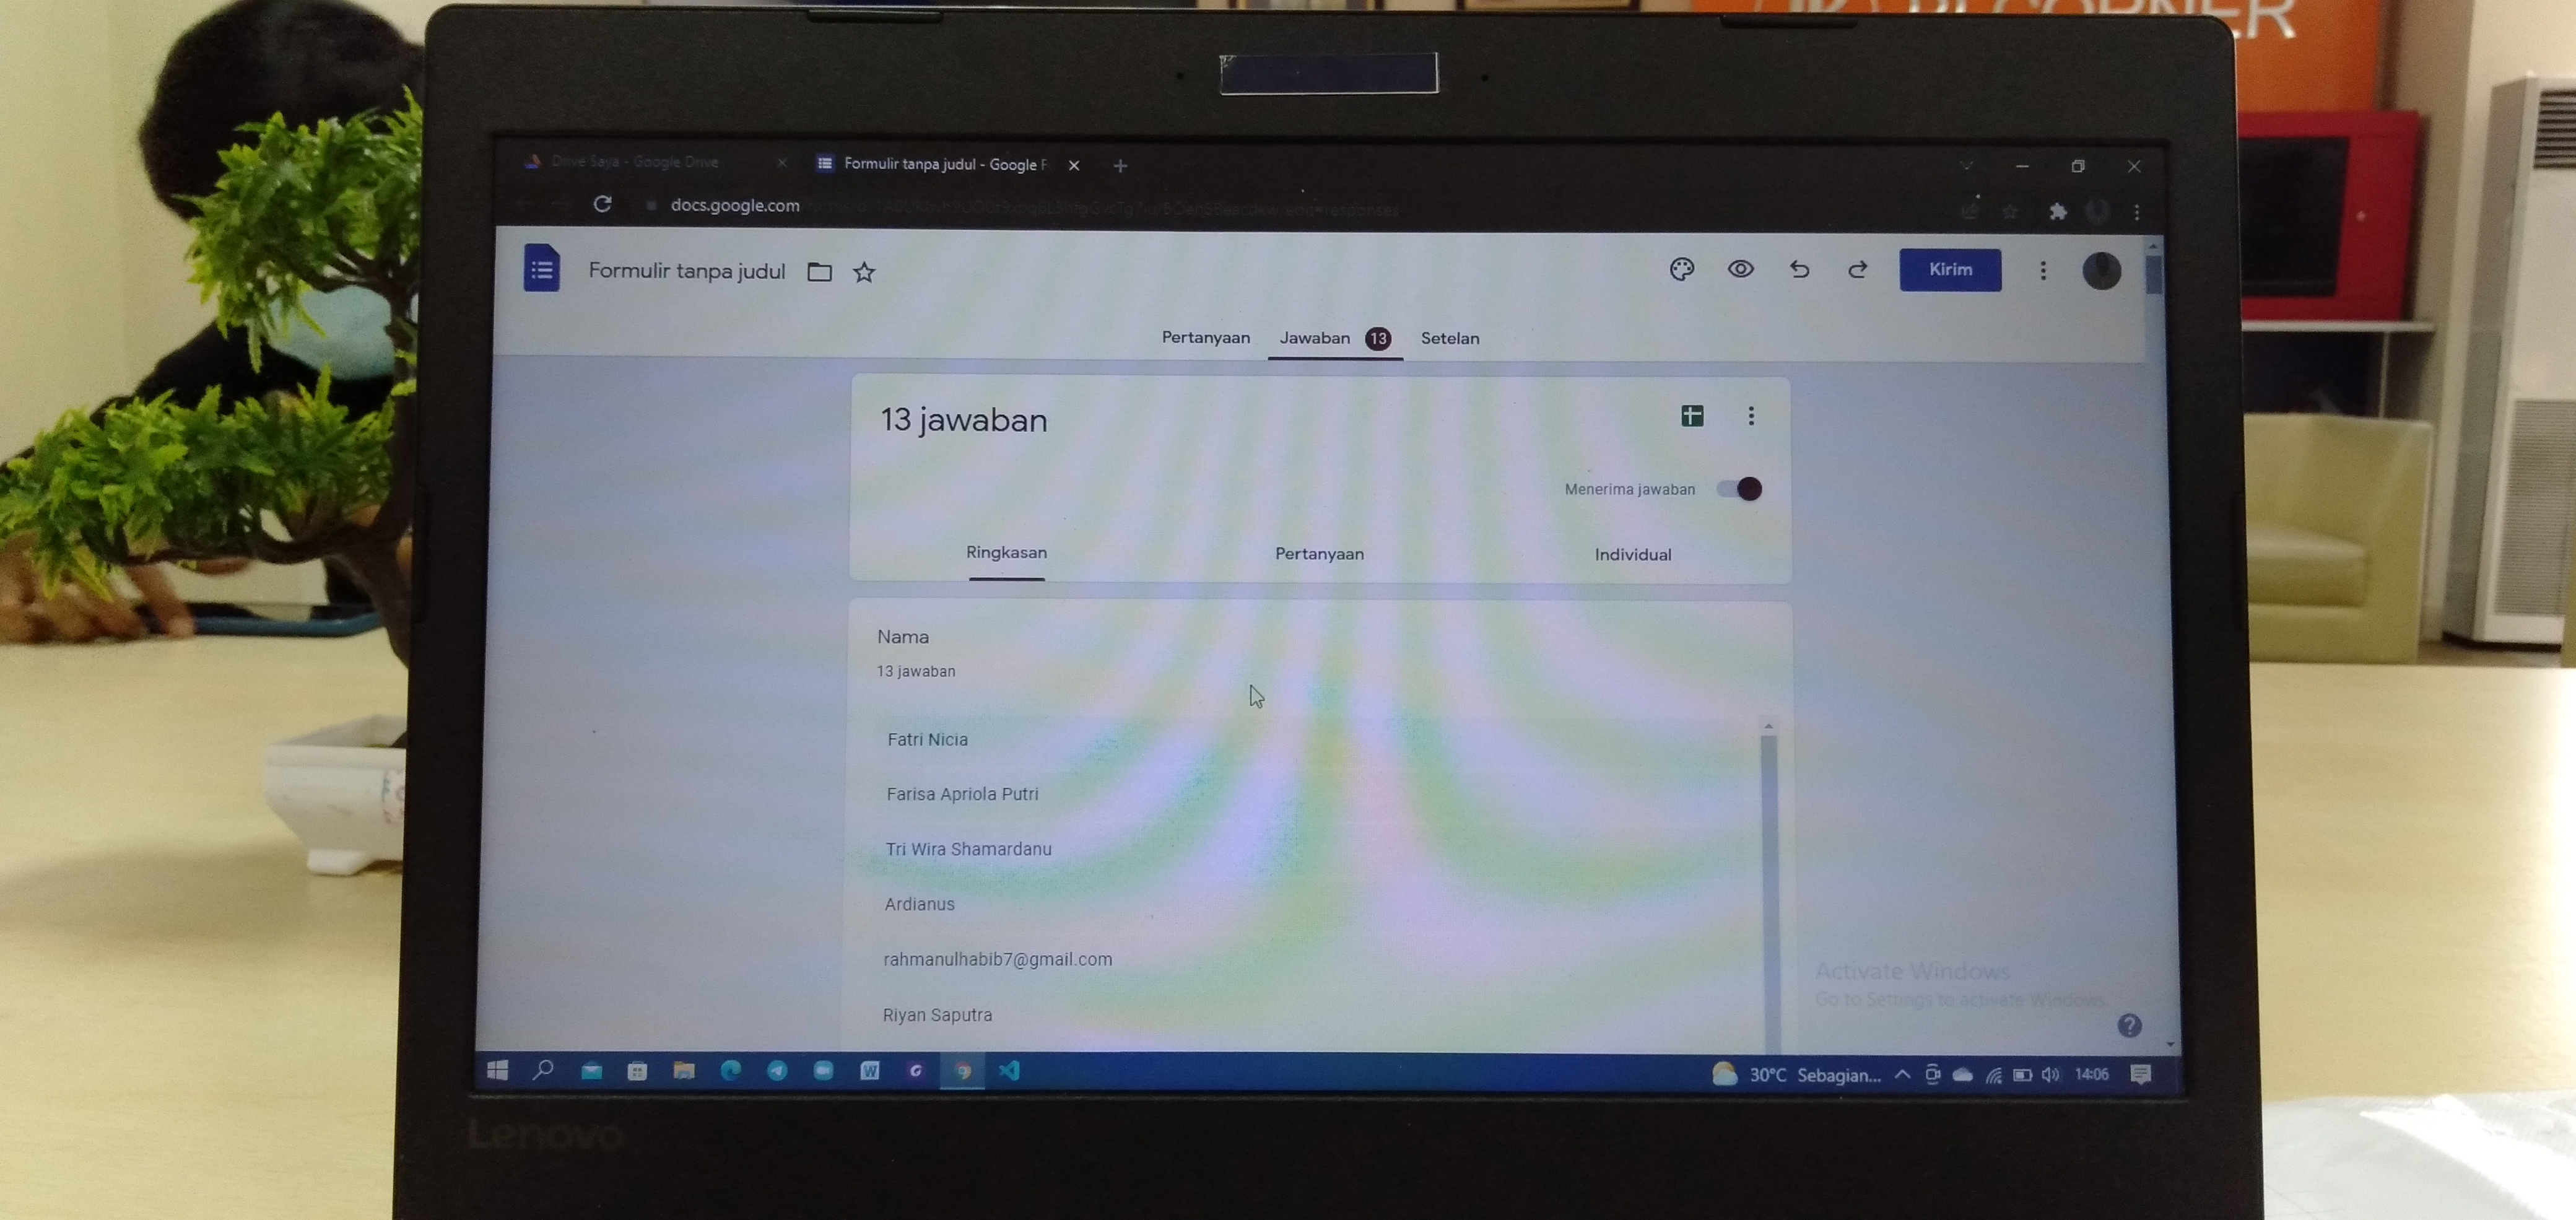 BI CORNER
Drive Saya - Google Drive
Formulir tanpa judul - Google F
docs.google.com
Formulir tanpa judul
Kirim
Pertanyaan
Jawaban 13
Setelan
13 jawaban
Menerima jawaban
Ringkasan
Pertanyaan
Individual
Nama
13 jawaban
Fatri Nicia
Farisa Apriola Putri
Tri Wira Shamardanu
Ardianus
rahmanulhabib7@gmail.com
Riyan Saputra
Activate Windows
Go to Settings to activate Windows.
30°C Sebagian...
14:06
Lenovo